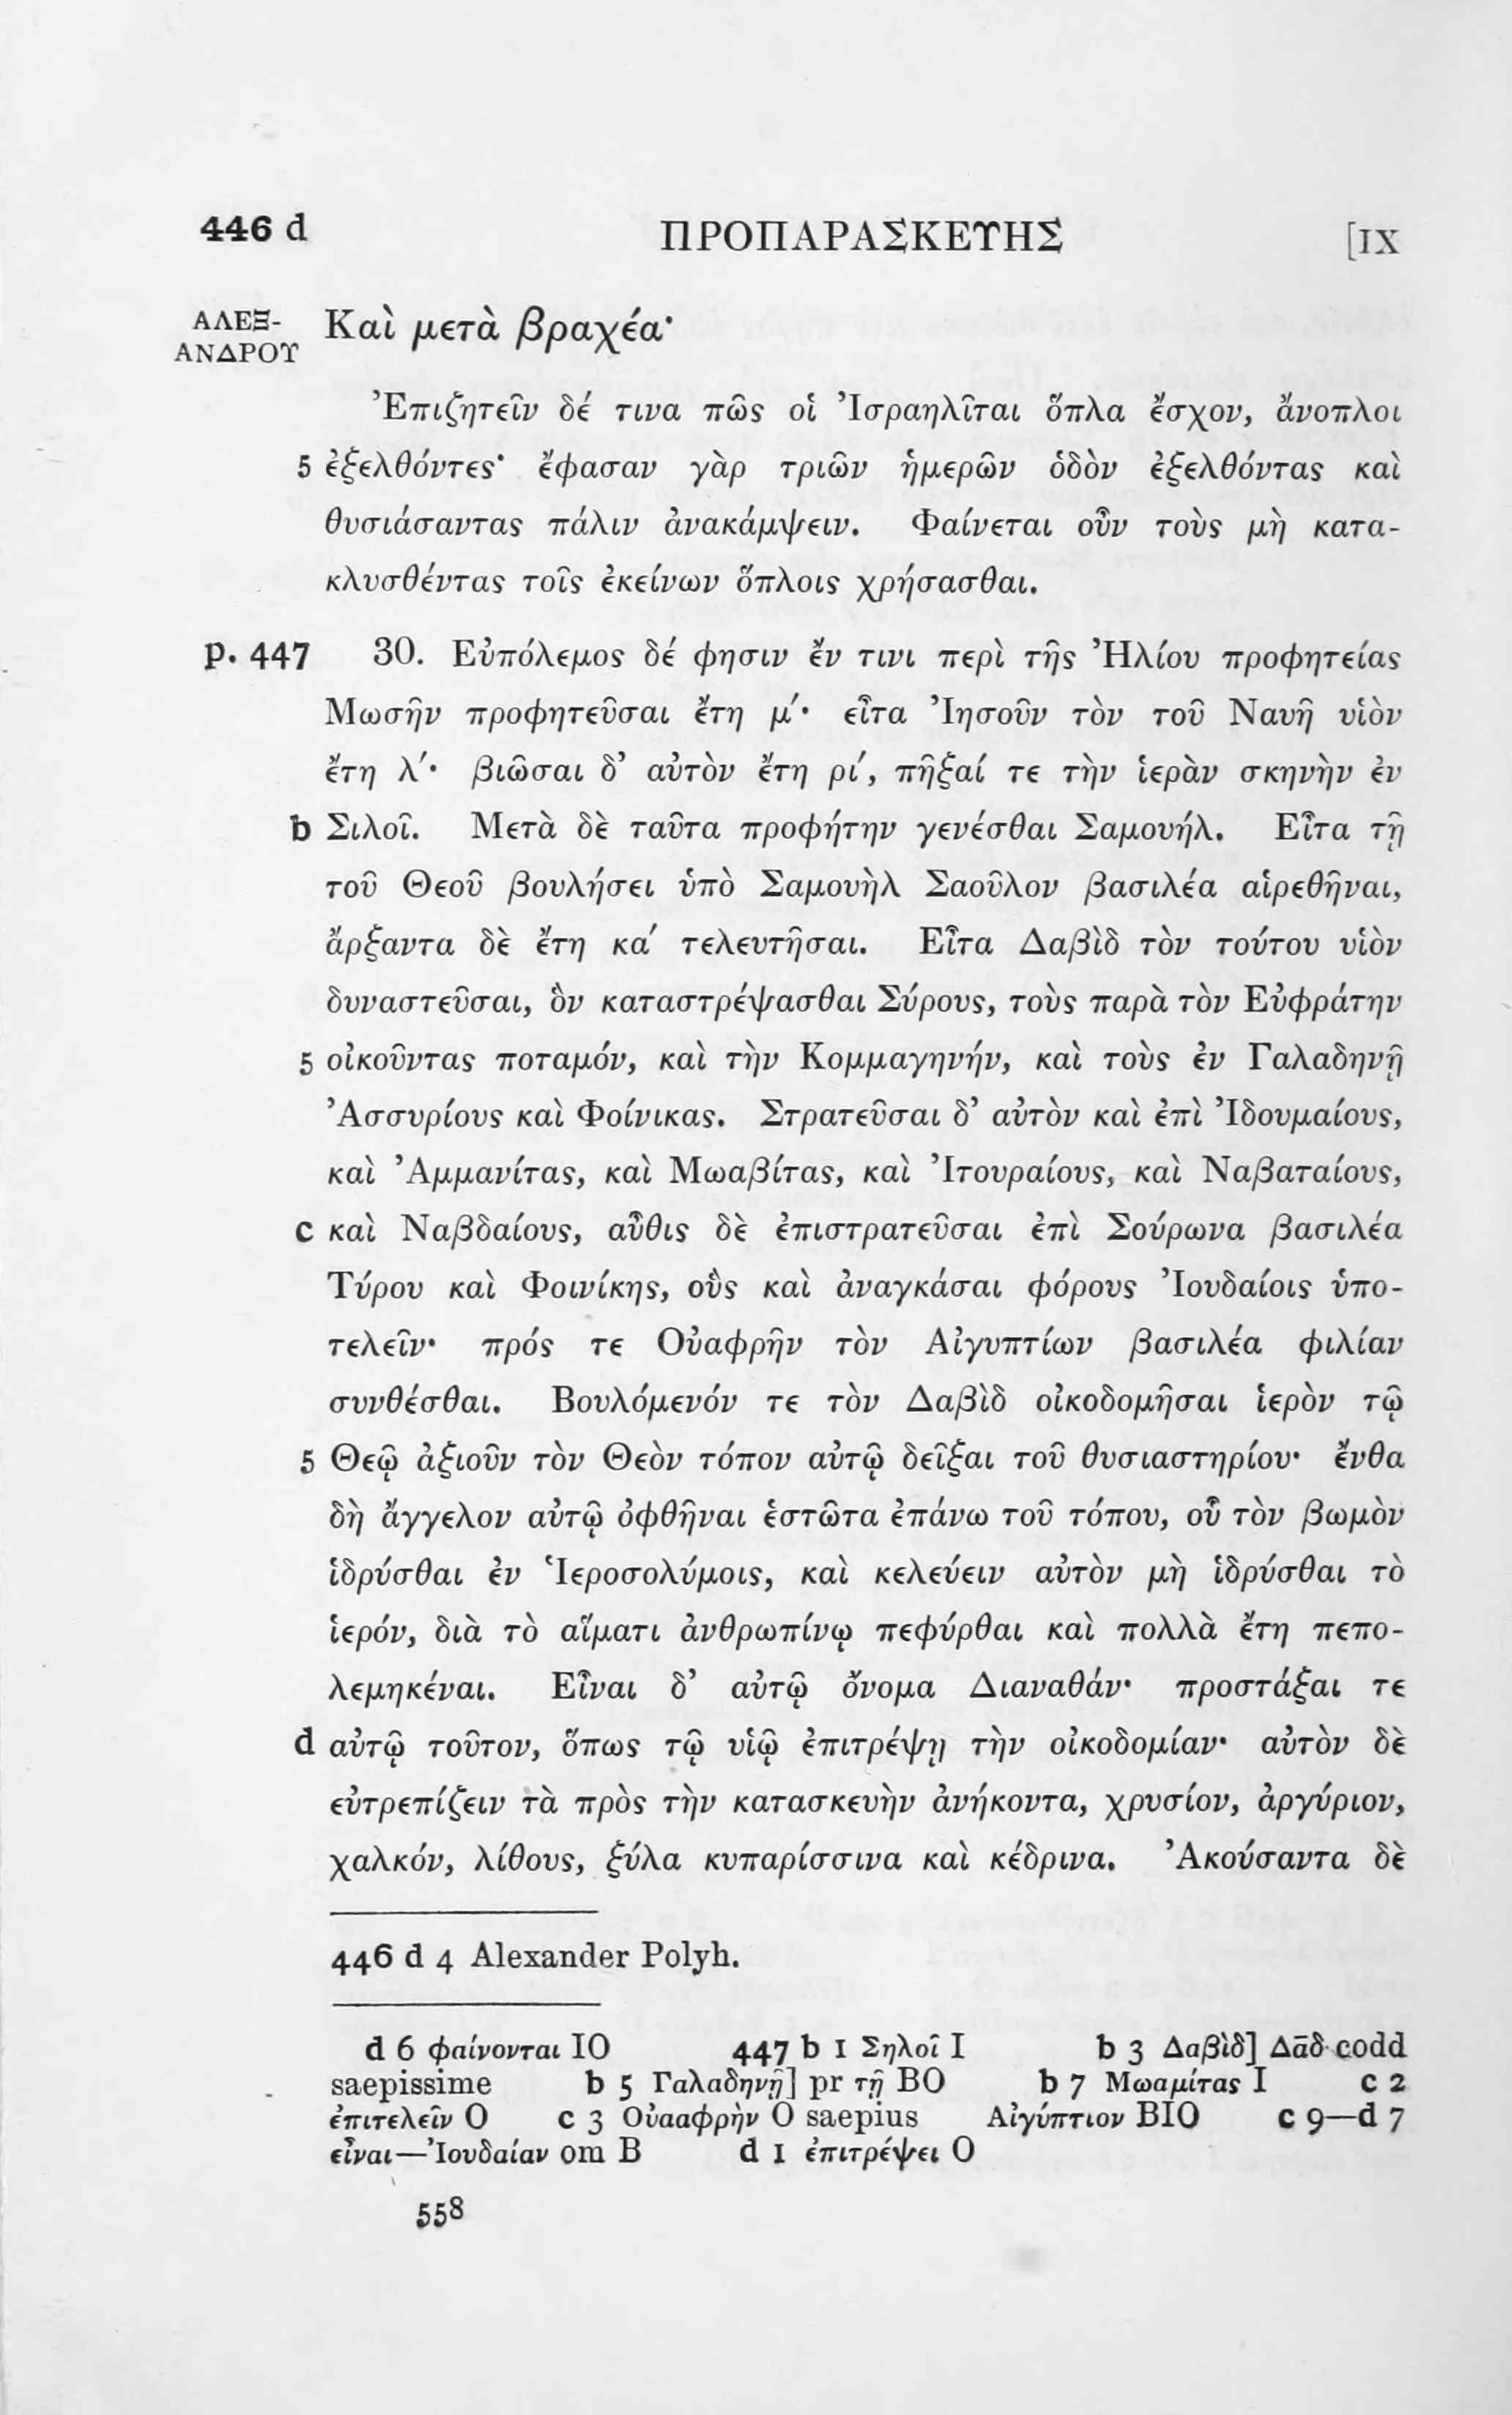 446 d ΠΡΟΠΑΡΑΣΚΕΥΗΣ [IX
ΑΛΕΞ-
ΑΝΔΡΟΥ
Καὶ μετὰ βραχέα·
Ἐπιζητεῖν δέ τινα πῶς οἱ Ἰσραηλῖται ὅπλα ἔσχον, ἄνοπλοι
5 ἐξελθόντες· ἔφασαν γὰρ τριῶν ἡμερῶν ὁδὸν ἐξελθόντας καὶ
θυσιάσαντας πάλιν ἀνακάμψειν. Φαίνεται οὖν τοὺς μὴ κατα-
κλυσθέντας τοῖς ἐκείνων ὅπλοις χρήσασθαι.
p. 447 30. Εὐπόλεμος δέ φησιν ἔν τινι περὶ τῆς Ἠλίου προφητείας
Μωσῆν προφητεῦσαι ἔτη μ′· εἶτα Ἰησοῦν τὸν τοῦ Ναυῆ υἱὸν
ἔτη λ′· βιῶσαι δ’ αὐτὸν ἔτη ρι′, πῆξαί τε τὴν ἱερὰν σκηνὴν ἐν
b Σιλοῖ. Μετὰ δὲ ταῦτα προφήτην γενέσθαι Σαμουήλ. Εἶτα τῇ
τοῦ Θεοῦ βουλήσει ὑπὸ Σαμουὴλ Σαοῦλον βασιλέα αἱρεθῆναι,
ἄρξαντα δὲ ἔτη κα′ τελευτῆσαι. Εἶτα Δαβὶδ τὸν τούτου υἱὸν
δυναστεῦσαι, ὃν καταστρέψασθαι Σύρους, τοὺς παρὰ τὸν Εὐφράτην
5 οἰκοῦντας ποταμόν, καὶ τὴν Κομμαγηνήν, καὶ τοὺς ἐν Γαλαδηνῇ
Ἀσσυρίους καὶ Φοίνικας. Στρατεῦσαι δ’ αὐτὸν καὶ ἐπὶ Ἰδουμαίους,
καὶ Ἀμμανίτας, καὶ Μωαβίτας, καὶ Ἰτουραίους, καὶ Ναβαταίους,
c καὶ Ναβδαίους, αὖθις δὲ ἐπιστρατεῦσαι ἐπὶ Σούρωνα βασιλέα
Τύρου καὶ Φοινίκης, οὓς καὶ ἀναγκάσαι φόρους Ἰουδαίοις ὑπο-
τελεῖν· πρός τε Οὐαφρῆν τὸν Αἰγυπτίων βασιλέα φιλίαν
συνθέσθαι. Βουλόμενόν τε τὸν Δαβὶδ οἰκοδομῆσαι ἱερὸν τῷ
5 Θεῷ ἀξιοῦν τὸν Θεὸν τόπον αὐτῷ δεῖξαι τοῦ θυσιαστηρίου· ἔνθα
δὴ ἄγγελον αὐτῷ ὀφθῆναι ἑστῶτα ἐπάνω τοῦ τόπου, οὗ τὸν βωμὸν
ἱδρύσθαι ἐν Ἱεροσολύμοις, καὶ κελεύειν αὐτὸν μὴ ἱδρύσθαι τὸ
ἱερόν, διὰ τὸ αἵματι ἀνθρωπίνῳ πεφύρθαι καὶ πολλὰ ἔτη πεπο-
λεμηκέναι. Εἶναι δ’ αὐτῷ ὄνομα Διαναθάν· προστάξαι τε
d αὐτῷ τοῦτον, ὅπως τῷ υἱῷ ἐπιτρέψῃ τὴν οἰκοδομίαν· αὐτὸν δὲ
εὐτρεπίζειν τὰ πρὸς τὴν κατασκευὴν ἀνήκοντα, χρυσίον, ἀργύριον,
χαλκόν, λίθους, ξύλα κυπαρίσσινα καὶ κέδρινα. Ἀκούσαντα δὲ
446 d 4 Alexander Polyh.
d 6 φαίνονται IO 447 b 1 Σηλοῖ I b 3 Δαβὶδ] Δᾱδ codd
saepissime b 5 Γαλαδηνῇ] pr τῇ BO b 7 Μωαμίτας I c 2
ἐπιτελεῖν O c 3 Οὐααφρὴν O saepius Αἰγύπτιον BIO c 9—d 7
εἶναι—Ἰουδαίαν om B d 1 ἐπιτρέψει O
558